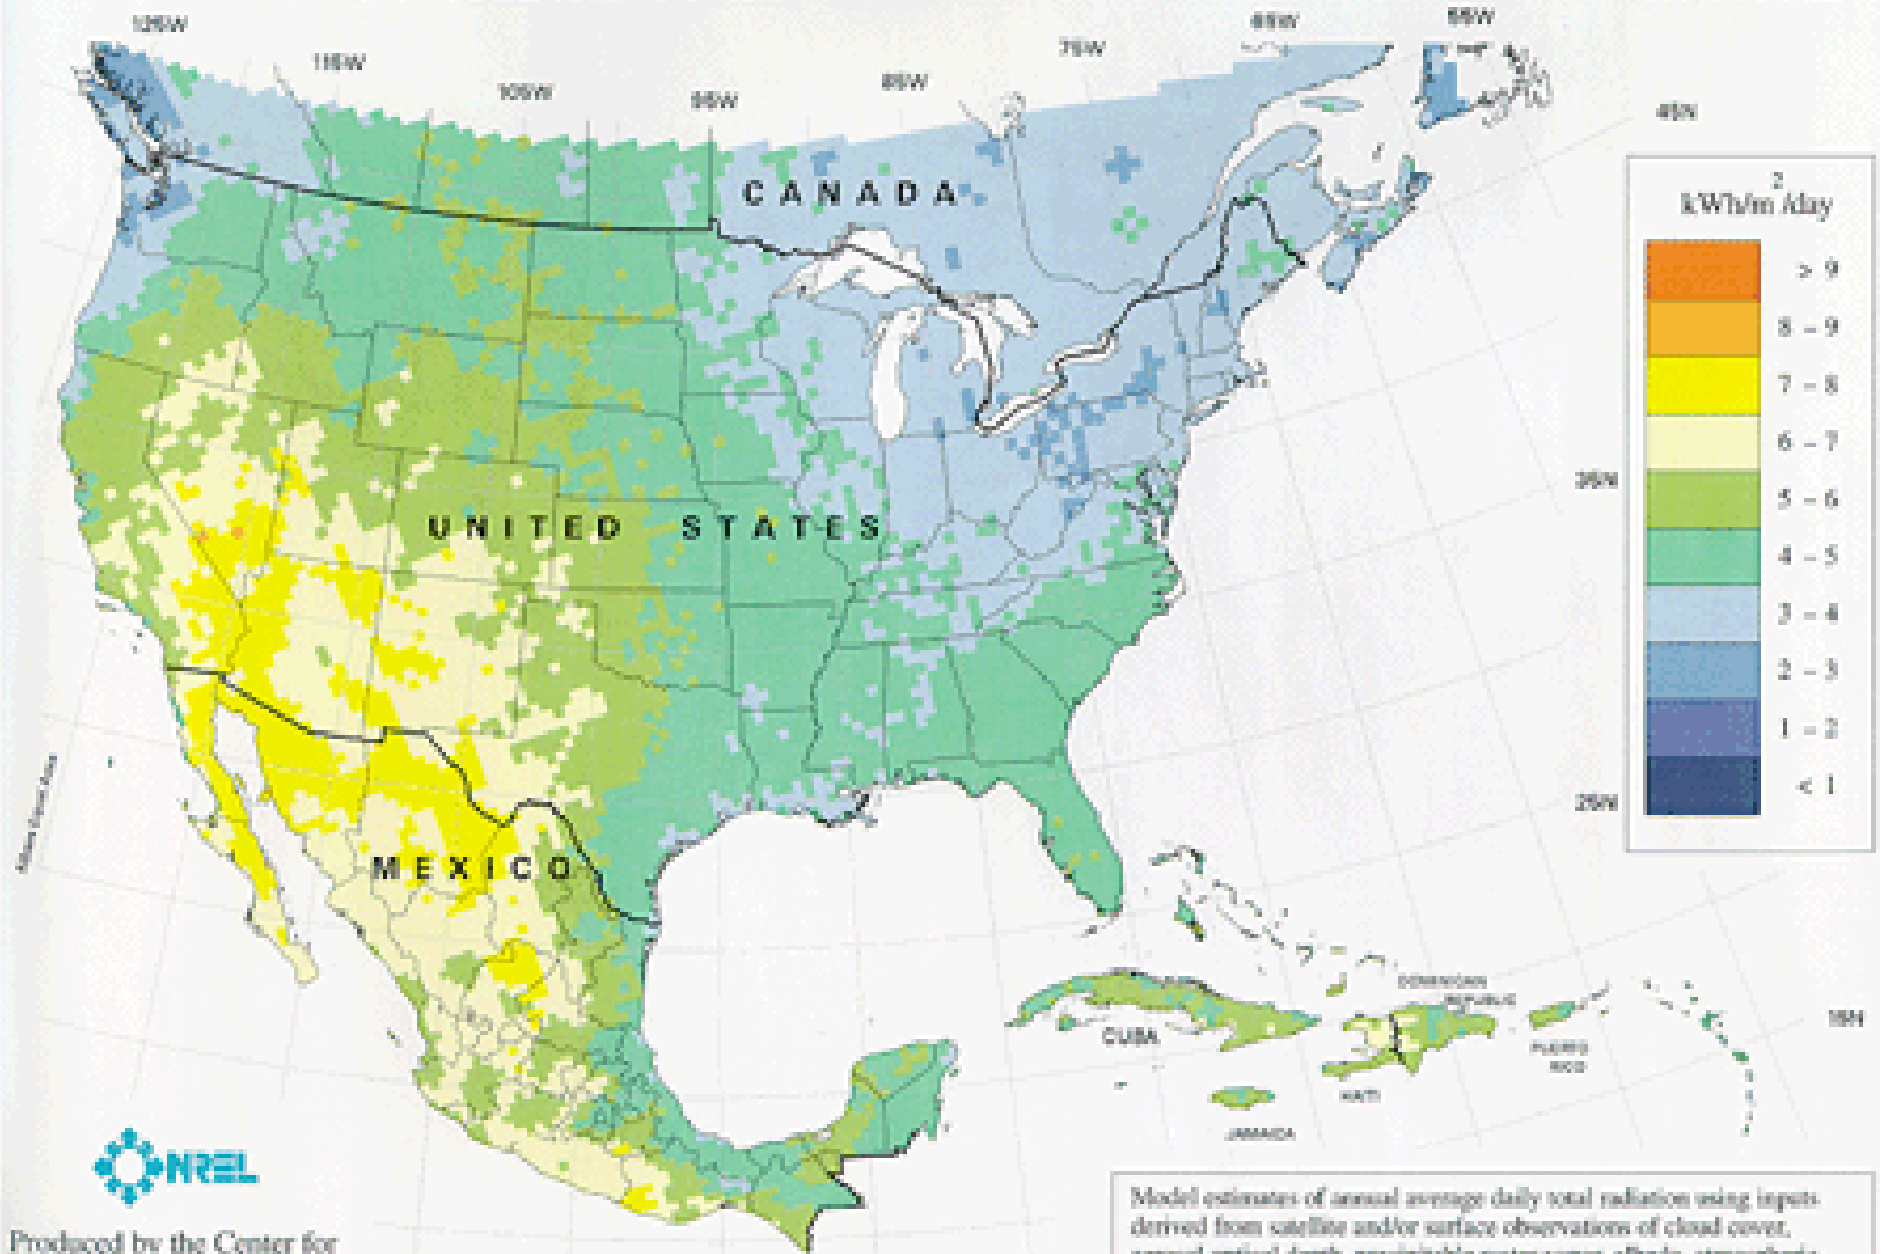 125W
115W
105W
95W
85W
75W
65W
55W
45N
35N
25N
15N
CANADA
UNITED STATES
MEXICO
CUBA
DOMINICAN
REPUBLIC
PUERTO
RICO
HAITI
JAMAICA
2
kWh/m /day
> 9
8 - 9
7 - 8
6 - 7
5 - 6
4 - 5
3 - 4
2 - 3
1 - 2
< 1
NREL
Produced by the Center for
Model estimates of annual average daily total radiation using inputs
derived from satellite and/or surface observations of cloud cover,